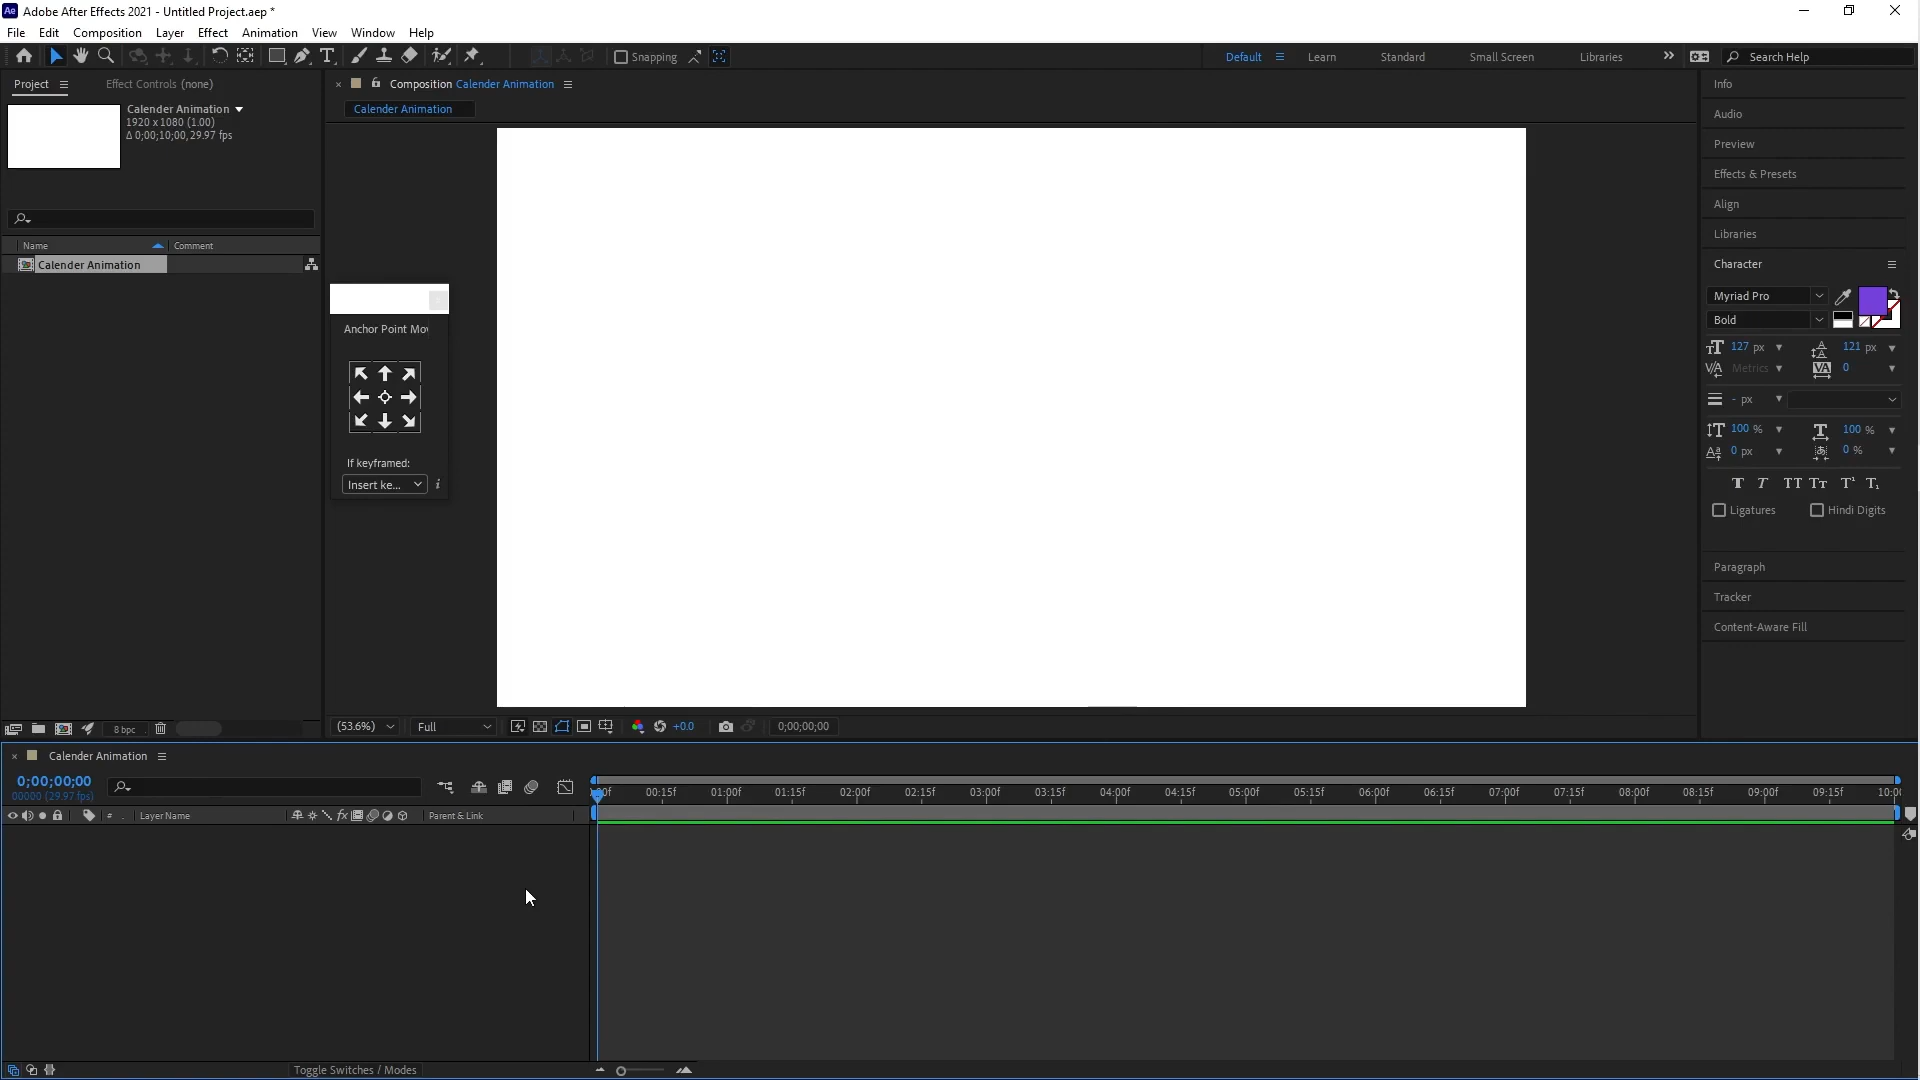 Adobe After Effects 2021 - Untitled Project.aep *
File Edit Composition Layer Effect Animation View Window Help
Snapping
Default Learn Standard Small Screen Libraries Search Help
Project Effect Controls (none)
Composition Calender Animation
Calender Animation
Calender Animation
1920 x 1080 (1.00)
Δ 0;00;10;00, 29.97 fps
Name Comment
Calender Animation
Anchor Point Mov
If keyframed:
Insert ke... i
Info
Audio
Preview
Effects & Presets
Align
Libraries
Character
Myriad Pro
Bold
127 px 121 px
Metrics 0
- px
100 % 100 %
0 px 0 %
T T TT Tт T¹ T₁
Ligatures Hindi Digits
Paragraph
Tracker
Content-Aware Fill
8 bpc
(53.6%) Full +0.0 0;00;00;00
Calender Animation
0;00;00;00
00000 (29.97 fps)
00:15f 01:00f 01:15f 02:00f 02:15f 03:00f 03:15f 04:00f 04:15f 05:00f 05:15f 06:00f 06:15f 07:00f 07:15f 08:00f 08:15f 09:00f 09:15f 10:00
# . Layer Name fx Parent & Link
Toggle Switches / Modes